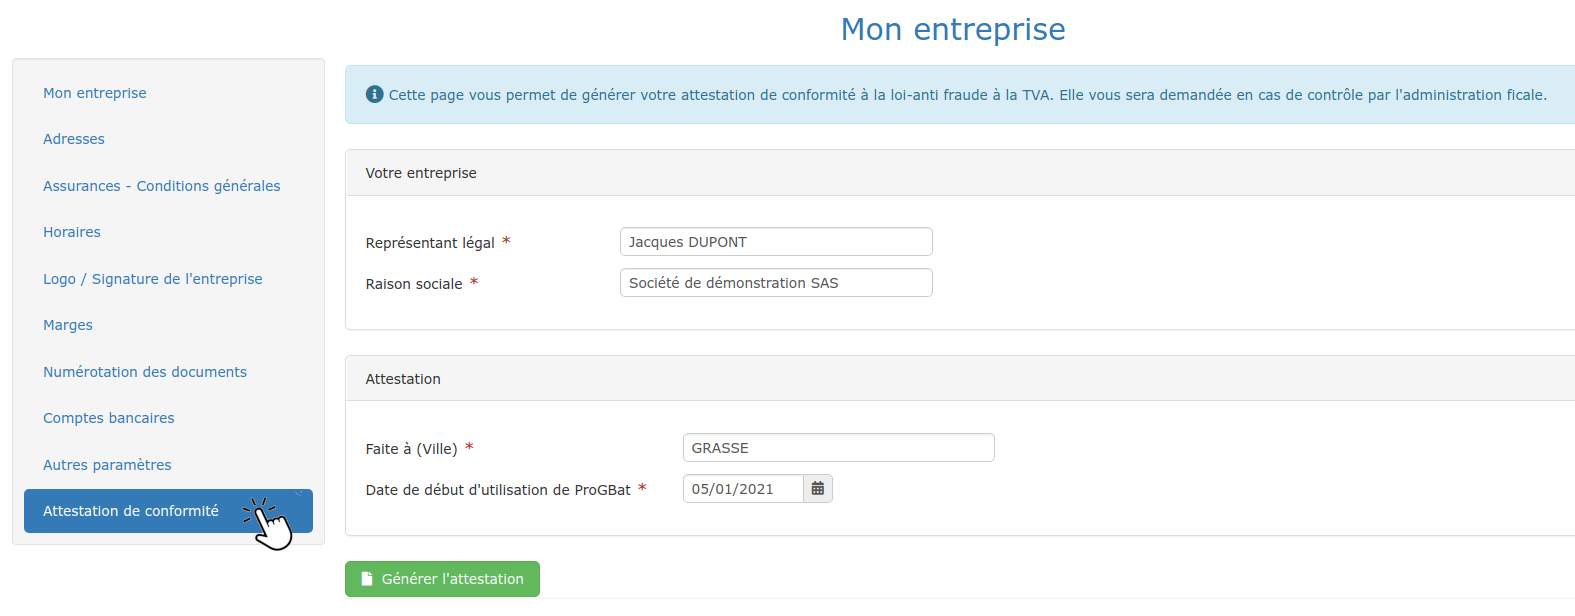 Mon entreprise
Mon entreprise
Adresses
Assurances - Conditions générales
Horaires
Logo / Signature de l'entreprise
Marges
Numérotation des documents
Comptes bancaires
Autres paramètres
Attestation de conformité
Cette page vous permet de générer votre attestation de conformité à la loi-anti fraude à la TVA. Elle vous sera demandée en cas de contrôle par l'administration ficale.
Votre entreprise
Représentant légal * Jacques DUPONT
Raison sociale * Société de démonstration SAS
Attestation
Faite à (Ville) * GRASSE
Date de début d'utilisation de ProGBat * 05/01/2021
Générer l'attestation